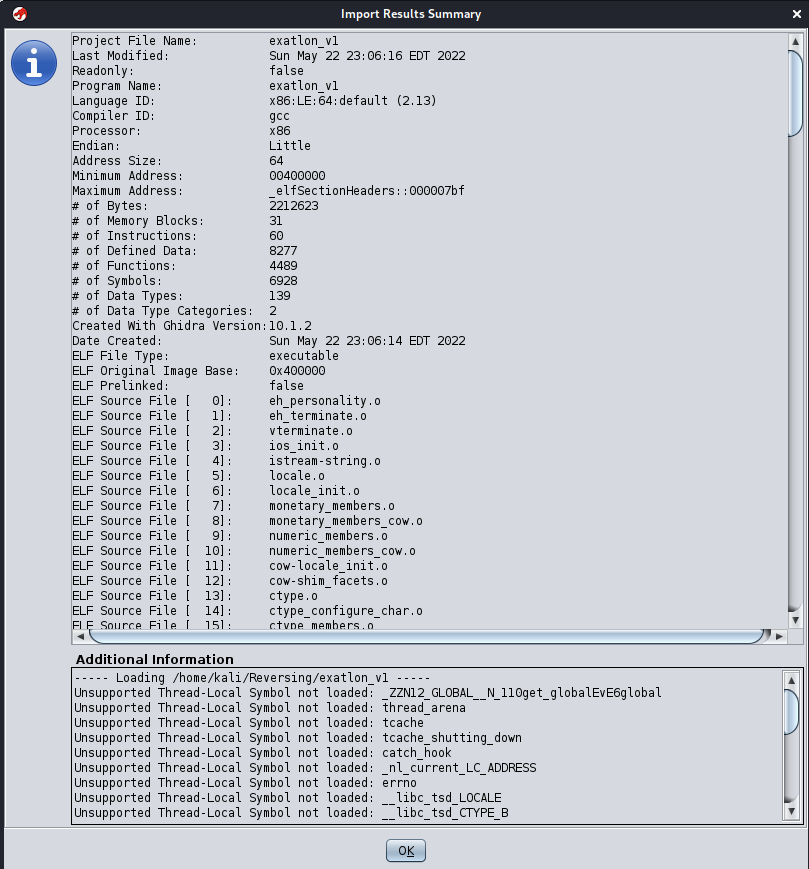 Import Results Summary
Project File Name: exatlon_v1
Last Modified: Sun May 22 23:06:16 EDT 2022
Readonly: false
Program Name: exatlon_v1
Language ID: x86:LE:64:default (2.13)
Compiler ID: gcc
Processor: x86
Endian: Little
Address Size: 64
Minimum Address: 00400000
Maximum Address: _elfSectionHeaders::000007bf
# of Bytes: 2212623
# of Memory Blocks: 31
# of Instructions: 60
# of Defined Data: 8277
# of Functions: 4489
# of Symbols: 6928
# of Data Types: 139
# of Data Type Categories: 2
Created With Ghidra Version: 10.1.2
Date Created: Sun May 22 23:06:14 EDT 2022
ELF File Type: executable
ELF Original Image Base: 0x400000
ELF Prelinked: false
ELF Source File [ 0]: eh_personality.o
ELF Source File [ 1]: eh_terminate.o
ELF Source File [ 2]: vterminate.o
ELF Source File [ 3]: ios_init.o
ELF Source File [ 4]: istream-string.o
ELF Source File [ 5]: locale.o
ELF Source File [ 6]: locale_init.o
ELF Source File [ 7]: monetary_members.o
ELF Source File [ 8]: monetary_members_cow.o
ELF Source File [ 9]: numeric_members.o
ELF Source File [ 10]: numeric_members_cow.o
ELF Source File [ 11]: cow-locale_init.o
ELF Source File [ 12]: cow-shim_facets.o
ELF Source File [ 13]: ctype.o
ELF Source File [ 14]: ctype_configure_char.o
ELF Source File [ 15]: ctype_members.o
Additional Information
----- Loading /home/kali/Reversing/exatlon_v1 -----
Unsupported Thread-Local Symbol not loaded: _ZZN12_GLOBAL__N_110get_globalEvE6global
Unsupported Thread-Local Symbol not loaded: thread_arena
Unsupported Thread-Local Symbol not loaded: tcache
Unsupported Thread-Local Symbol not loaded: tcache_shutting_down
Unsupported Thread-Local Symbol not loaded: catch_hook
Unsupported Thread-Local Symbol not loaded: _nl_current_LC_ADDRESS
Unsupported Thread-Local Symbol not loaded: errno
Unsupported Thread-Local Symbol not loaded: __libc_tsd_LOCALE
Unsupported Thread-Local Symbol not loaded: __libc_tsd_CTYPE_B
OK